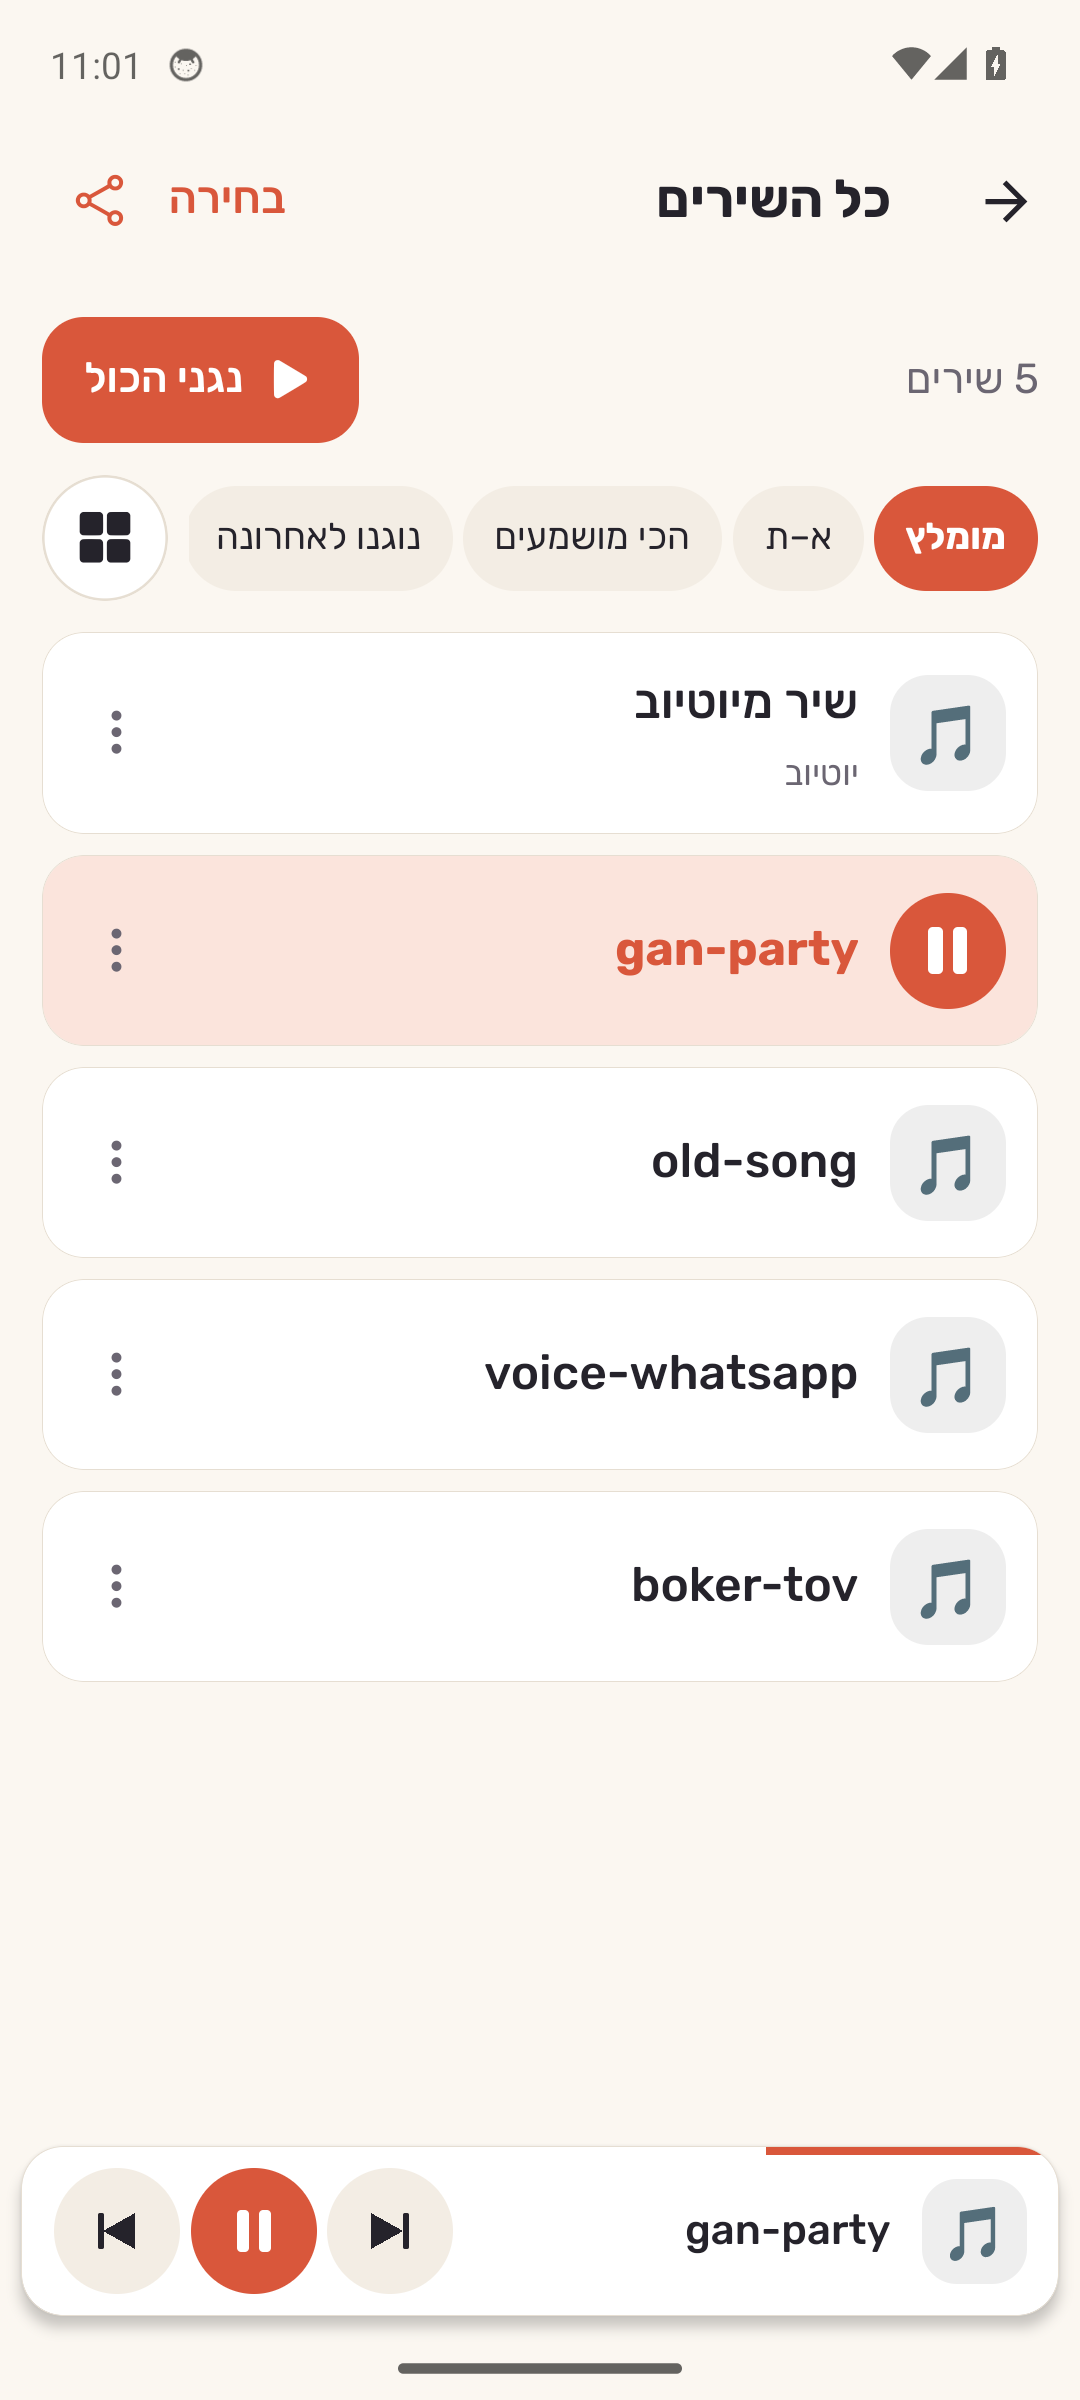 11:01
כל השירים
בחירה
5 שירים
נגני הכול
מומלץ
א-ת
הכי מושמעים
נוגנו לאחרונה
שיר מיוטיוב
יוטיוב
gan-party
old-song
voice-whatsapp
boker-tov
gan-party